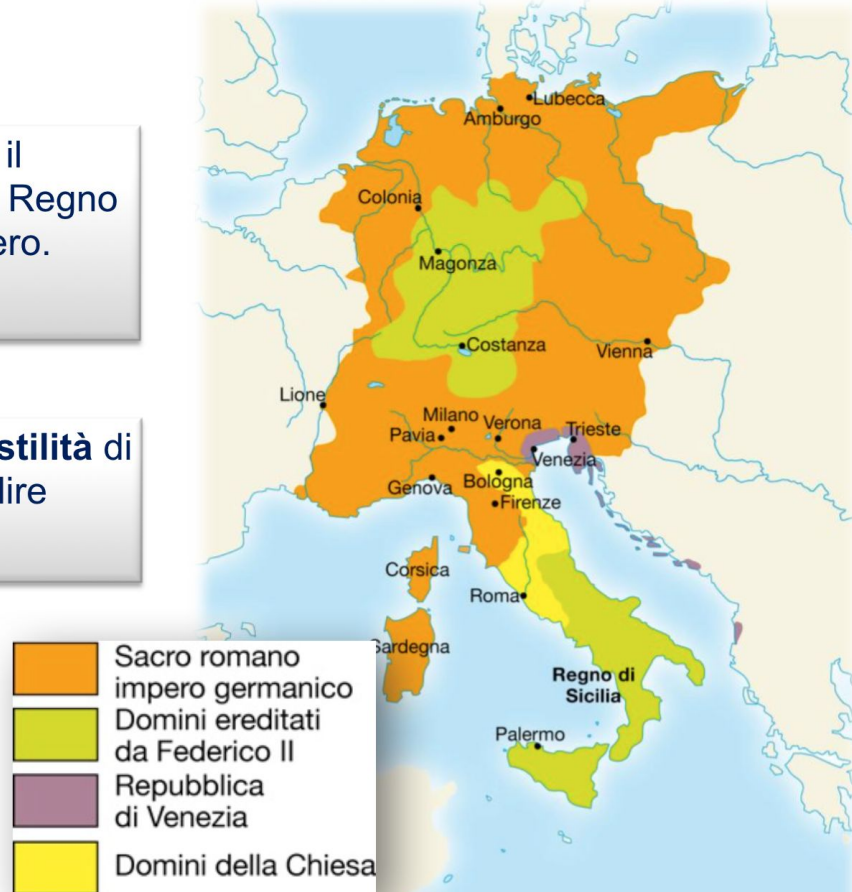 il
Regno
ero.
stilità di
lire
Lubecca
Amburgo
Colonia
Magonza
Costanza
Vienna
Lione
Milano
Verona
Trieste
Pavia
Venezia
Genova
Bologna
Firenze
Corsica
Roma
Sardegna
Regno di
Sicilia
Palermo
Sacro romano
impero germanico
Domini ereditati
da Federico II
Repubblica
di Venezia
Domini della Chiesa